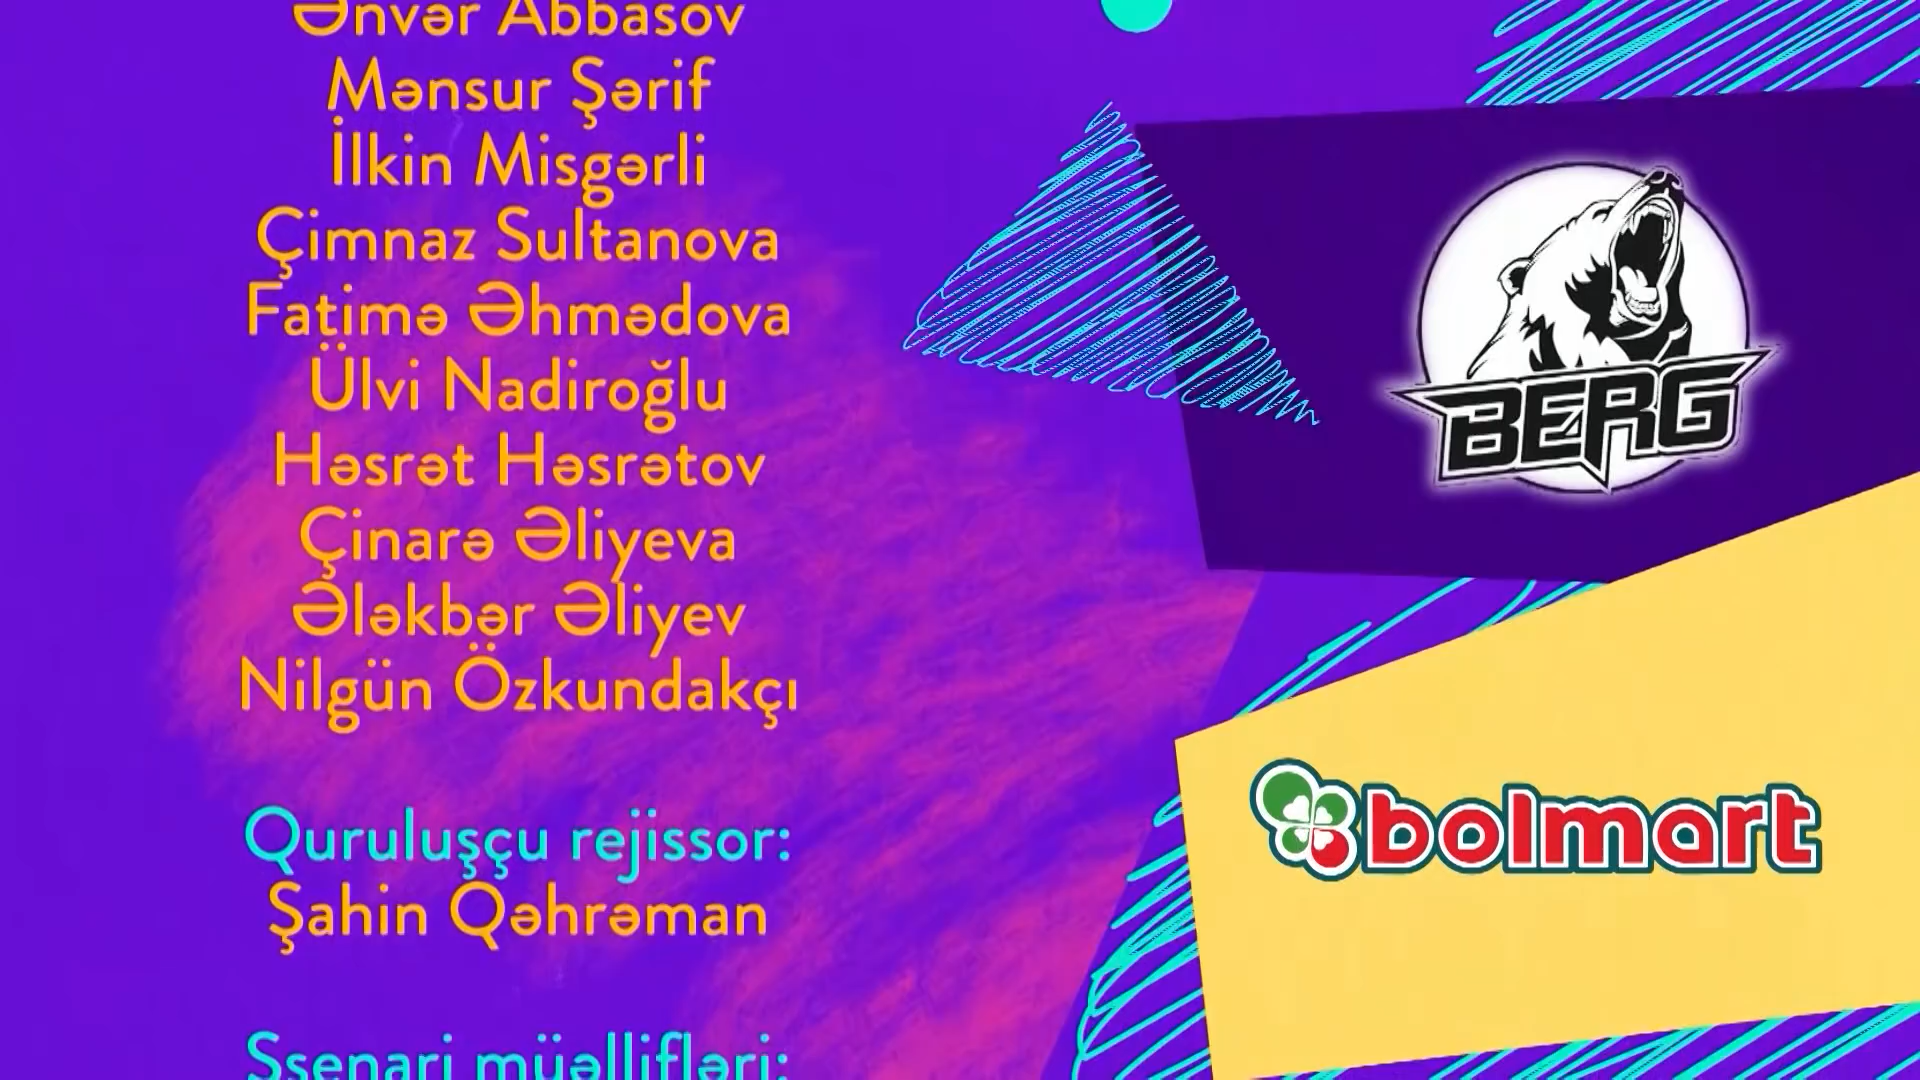 Ənvər Abbasov
Mənsur Şərif
İlkin Misgərli
Çimnaz Sultanova
Fatimə Əhmədova
Ülvi Nadiroğlu
Həsrət Həsrətov
Çinarə Əliyeva
Ələkbər Əliyev
Nilgün Özkundakçı
Quruluşçu rejissor:
Şahin Qəhrəman
Ssenari müəllifləri:
BERG
bolmart